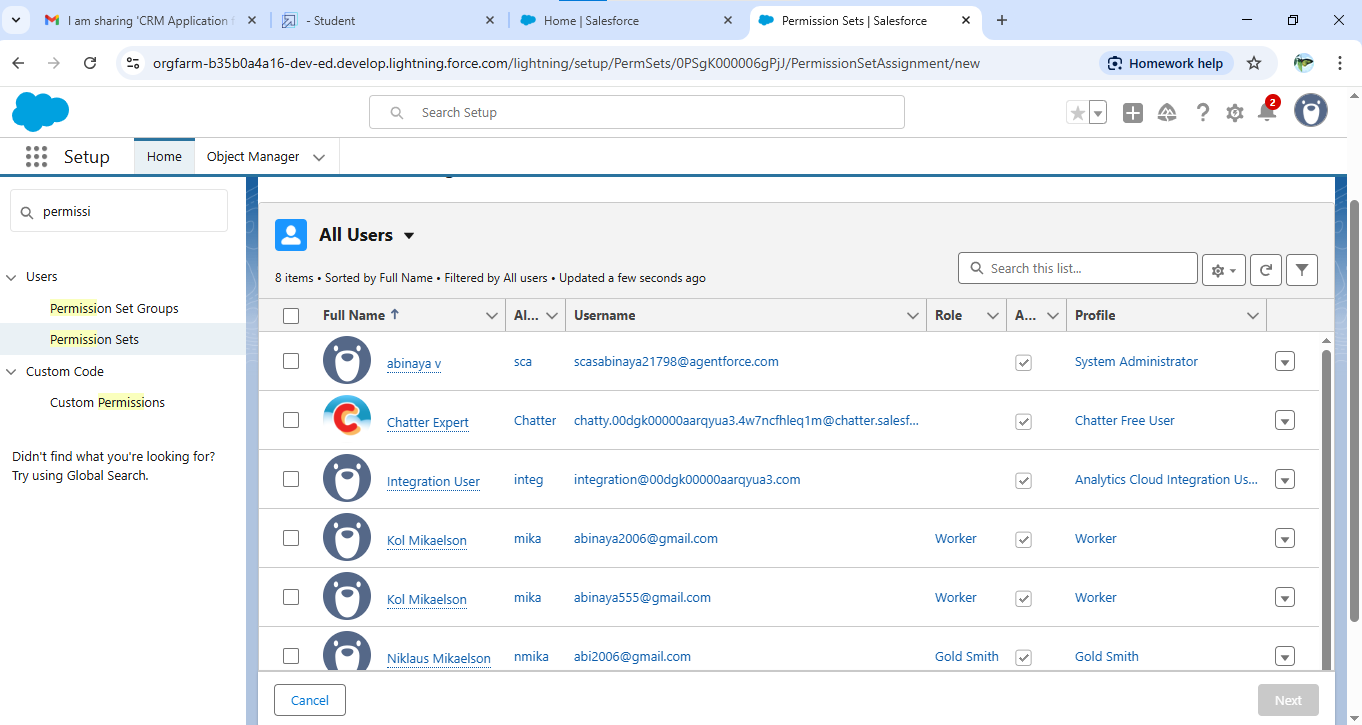 I am sharing 'CRM Application f
- Student
Home | Salesforce
Permission Sets | Salesforce
orgfarm-b35b0a4a16-dev-ed.develop.lightning.force.com/lightning/setup/PermSets/0PSgK000006gPjJ/PermissionSetAssignment/new
Homework help
Search Setup
2
Setup
Home
Object Manager
permissi
Users
Permission Set Groups
Permission Sets
Custom Code
Custom Permissions
Didn't find what you're looking for?
Try using Global Search.
All Users
8 items • Sorted by Full Name • Filtered by All users • Updated a few seconds ago
Search this list...
Full Name Al... Username Role A... Profile
abinaya v sca scasabinaya21798@agentforce.com System Administrator
Chatter Expert Chatter chatty.00dgk00000aarqyua3.4w7ncfhleq1m@chatter.salesf... Chatter Free User
Integration User integ integration@00dgk00000aarqyua3.com Analytics Cloud Integration Us...
Kol Mikaelson mika abinaya2006@gmail.com Worker Worker
Kol Mikaelson mika abinaya555@gmail.com Worker Worker
Niklaus Mikaelson nmika abi2006@gmail.com Gold Smith Gold Smith
Cancel
Next